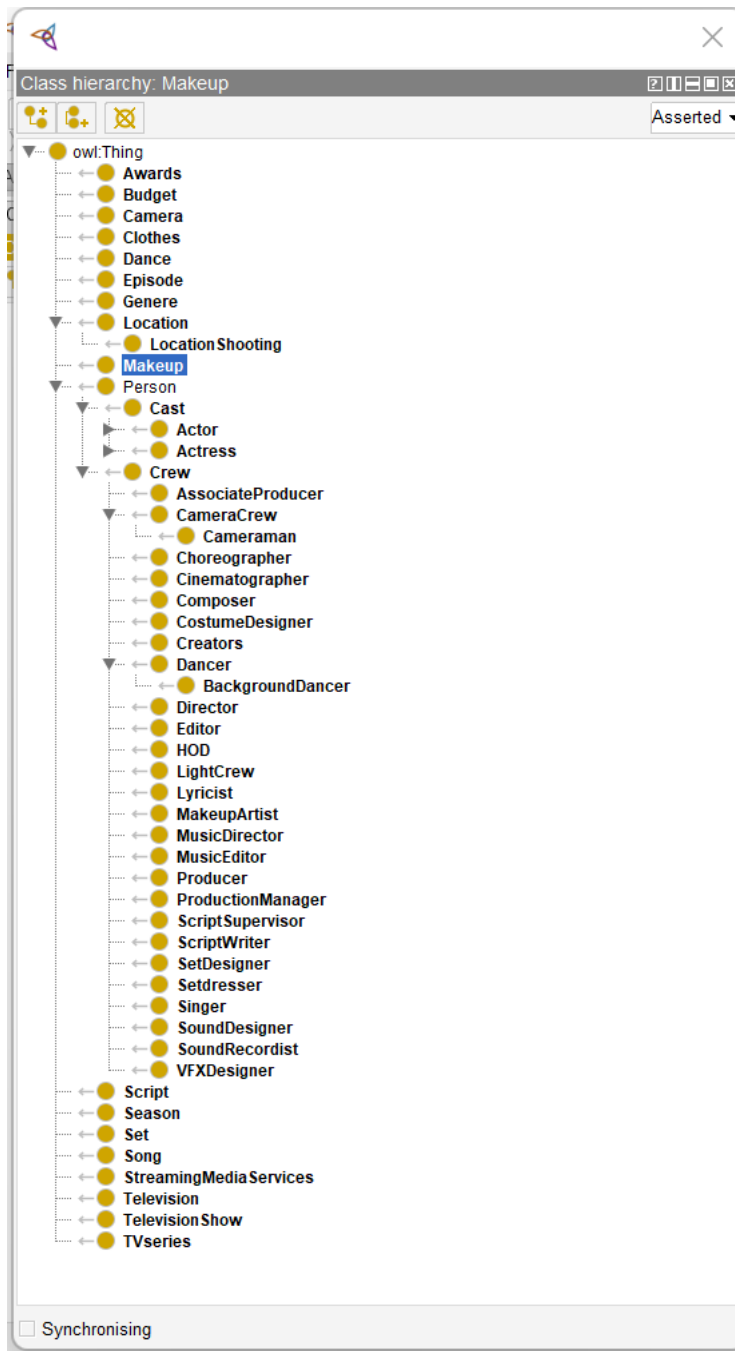 Class hierarchy: Makeup
Asserted
owl:Thing
Awards
Budget
Camera
Clothes
Dance
Episode
Genere
Location
LocationShooting
Makeup
Person
Cast
Actor
Actress
Crew
AssociateProducer
CameraCrew
Cameraman
Choreographer
Cinematographer
Composer
CostumeDesigner
Creators
Dancer
BackgroundDancer
Director
Editor
HOD
LightCrew
Lyricist
MakeupArtist
MusicDirector
MusicEditor
Producer
ProductionManager
ScriptSupervisor
ScriptWriter
SetDesigner
Setdresser
Singer
SoundDesigner
SoundRecordist
VFXDesigner
Script
Season
Set
Song
StreamingMediaServices
Television
TelevisionShow
TVseries
Synchronising